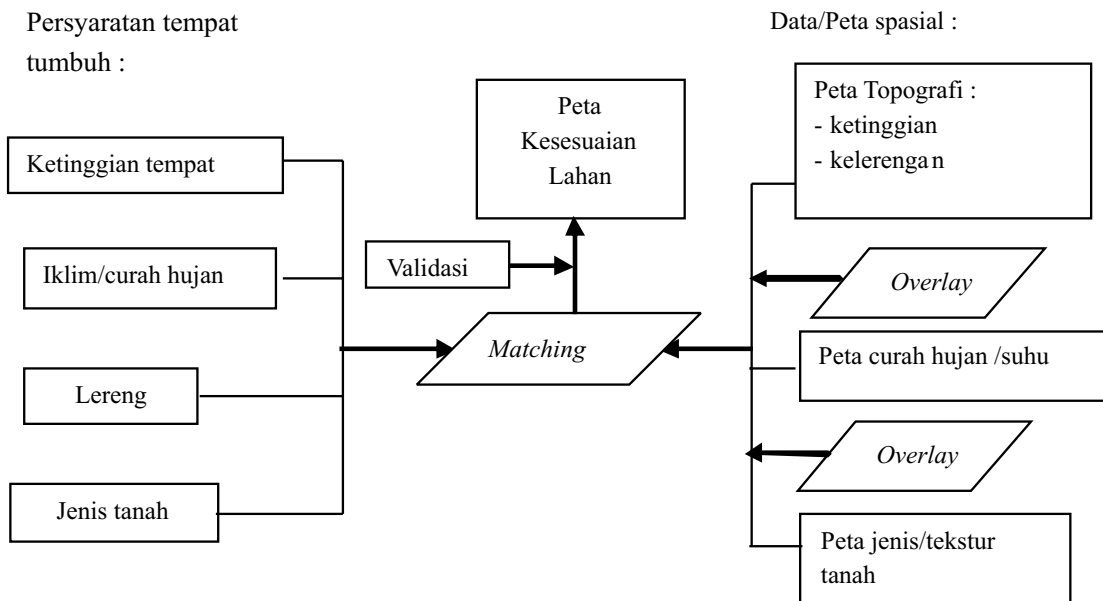 Persyaratan tempat
tumbuh :
Ketinggian tempat
Iklim/curah hujan
Lereng
Jenis tanah
Peta
Kesesuaian
Lahan
Validasi
Matching
Data/Peta spasial :
Peta Topografi :
- ketinggian
- kelerengan
Overlay
Peta curah hujan /suhu
Overlay
Peta jenis/tekstur
tanah